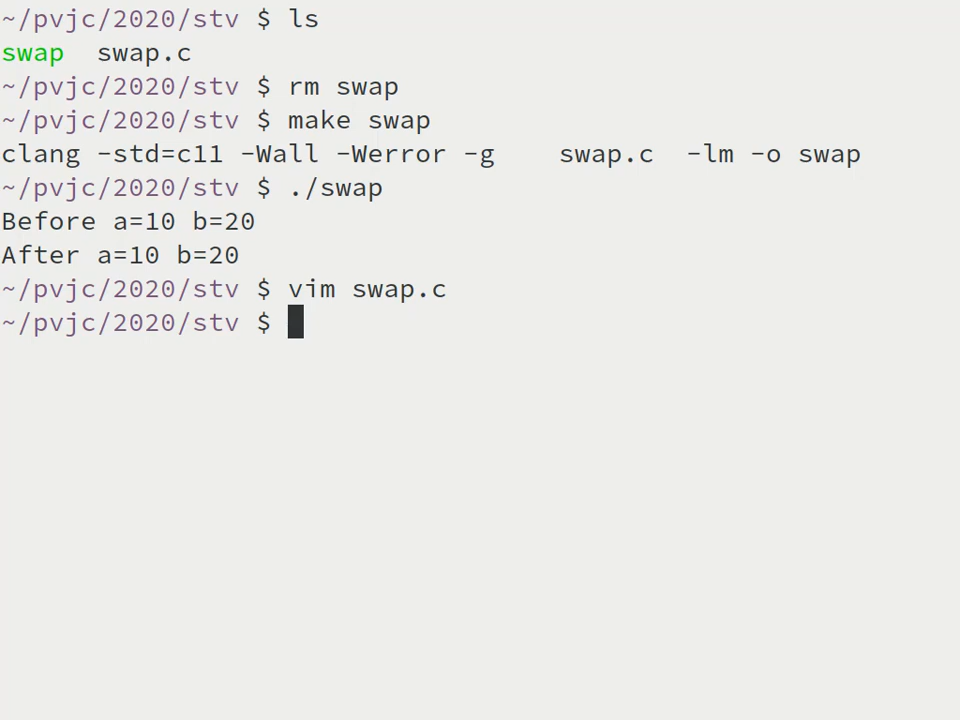 ~/pvjc/2020/stv $ ls
swap  swap.c
~/pvjc/2020/stv $ rm swap
~/pvjc/2020/stv $ make swap
clang -std=c11 -Wall -Werror -g    swap.c  -lm -o swap
~/pvjc/2020/stv $ ./swap
Before a=10 b=20
After a=10 b=20
~/pvjc/2020/stv $ vim swap.c
~/pvjc/2020/stv $